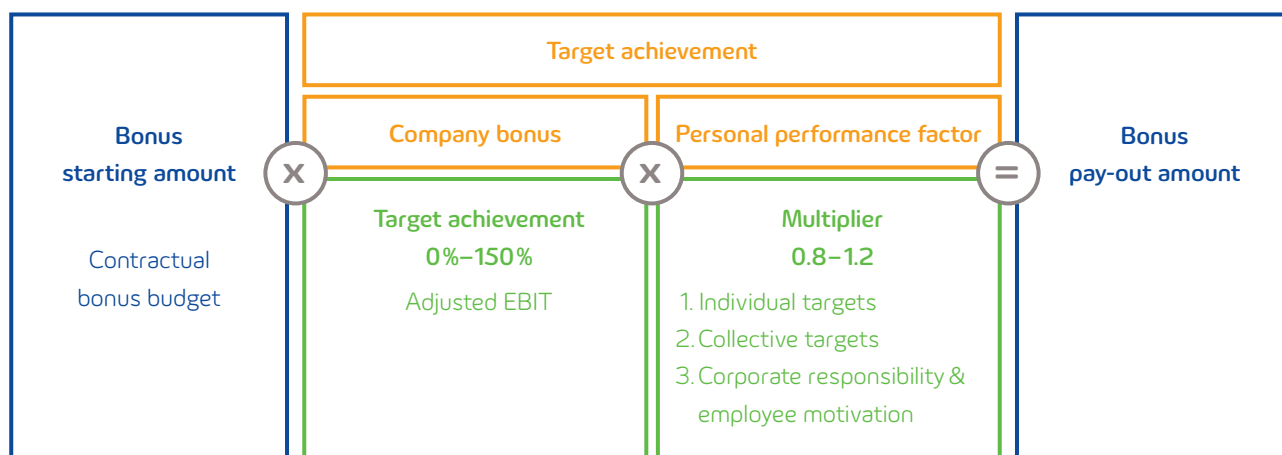 Bonus
starting amount
Contractual
bonus budget
x
Target achievement
Company bonus
Target achievement
0%–150%
Adjusted EBIT
x
Personal performance factor
Multiplier
0.8–1.2
1. Individual targets
2. Collective targets
3. Corporate responsibility &
employee motivation
=
Bonus
pay-out amount